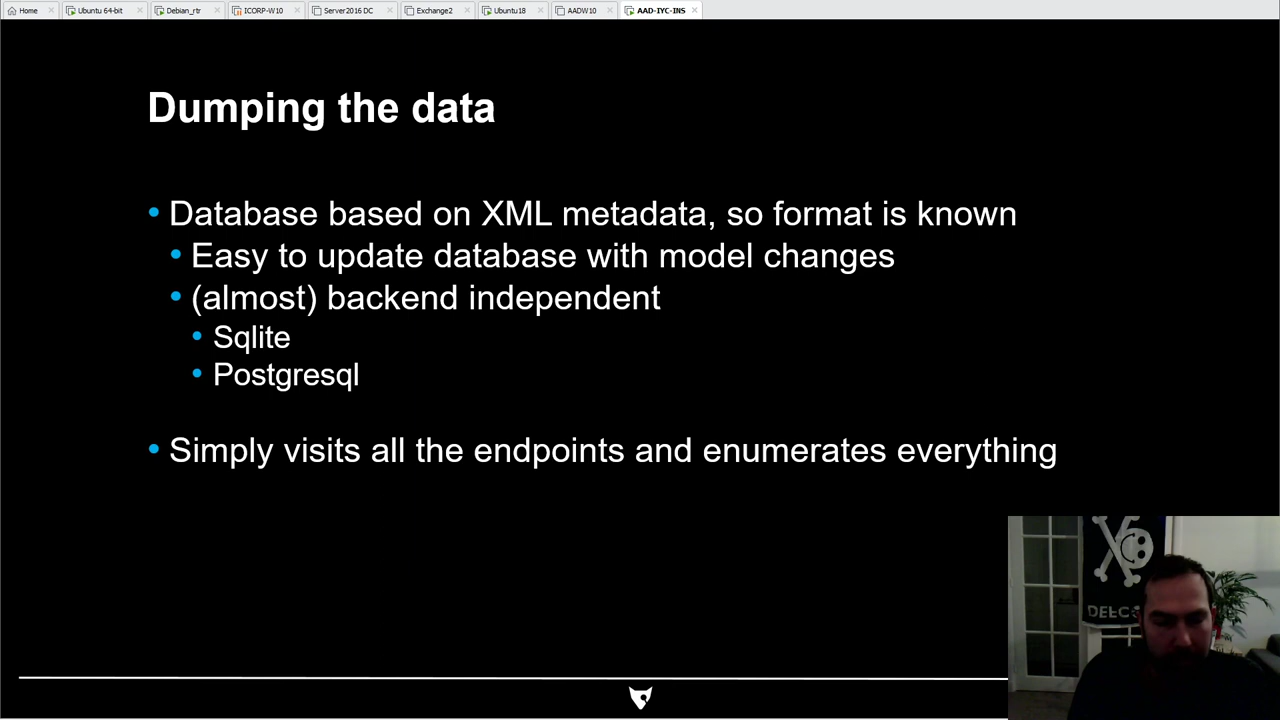 Home
Ubuntu 64-bit
Debian_rtr
ICORP-W10
Server2016 DC
Exchange2
Ubuntu18
AADW10
AAD-IYC-INS
Dumping the data
• Database based on XML metadata, so format is known
• Easy to update database with model changes
• (almost) backend independent
• Sqlite
• Postgresql
• Simply visits all the endpoints and enumerates everything